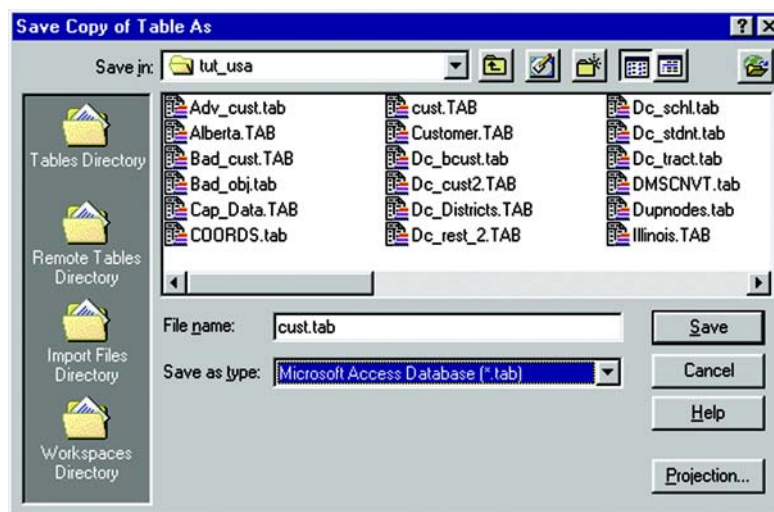 Save Copy of Table As
Save in: tut_usa
Tables Directory
Remote Tables
Directory
Import Files
Directory
Workspaces
Directory
Adv_cust.tab
Alberta.TAB
Bad_cust.TAB
Bad_obj.tab
Cap_Data.TAB
COORDS.tab
cust.TAB
Customer.TAB
Dc_bcust.tab
Dc_cust2.TAB
Dc_Districts.TAB
Dc_rest_2.TAB
Dc_schl.tab
Dc_stdnt.tab
Dc_tract.tab
DMSCNVT.tab
Dupnodes.tab
Illinois.TAB
File name: cust.tab
Save as type: Microsoft Access Database (*.tab)
Save
Cancel
Help
Projection...